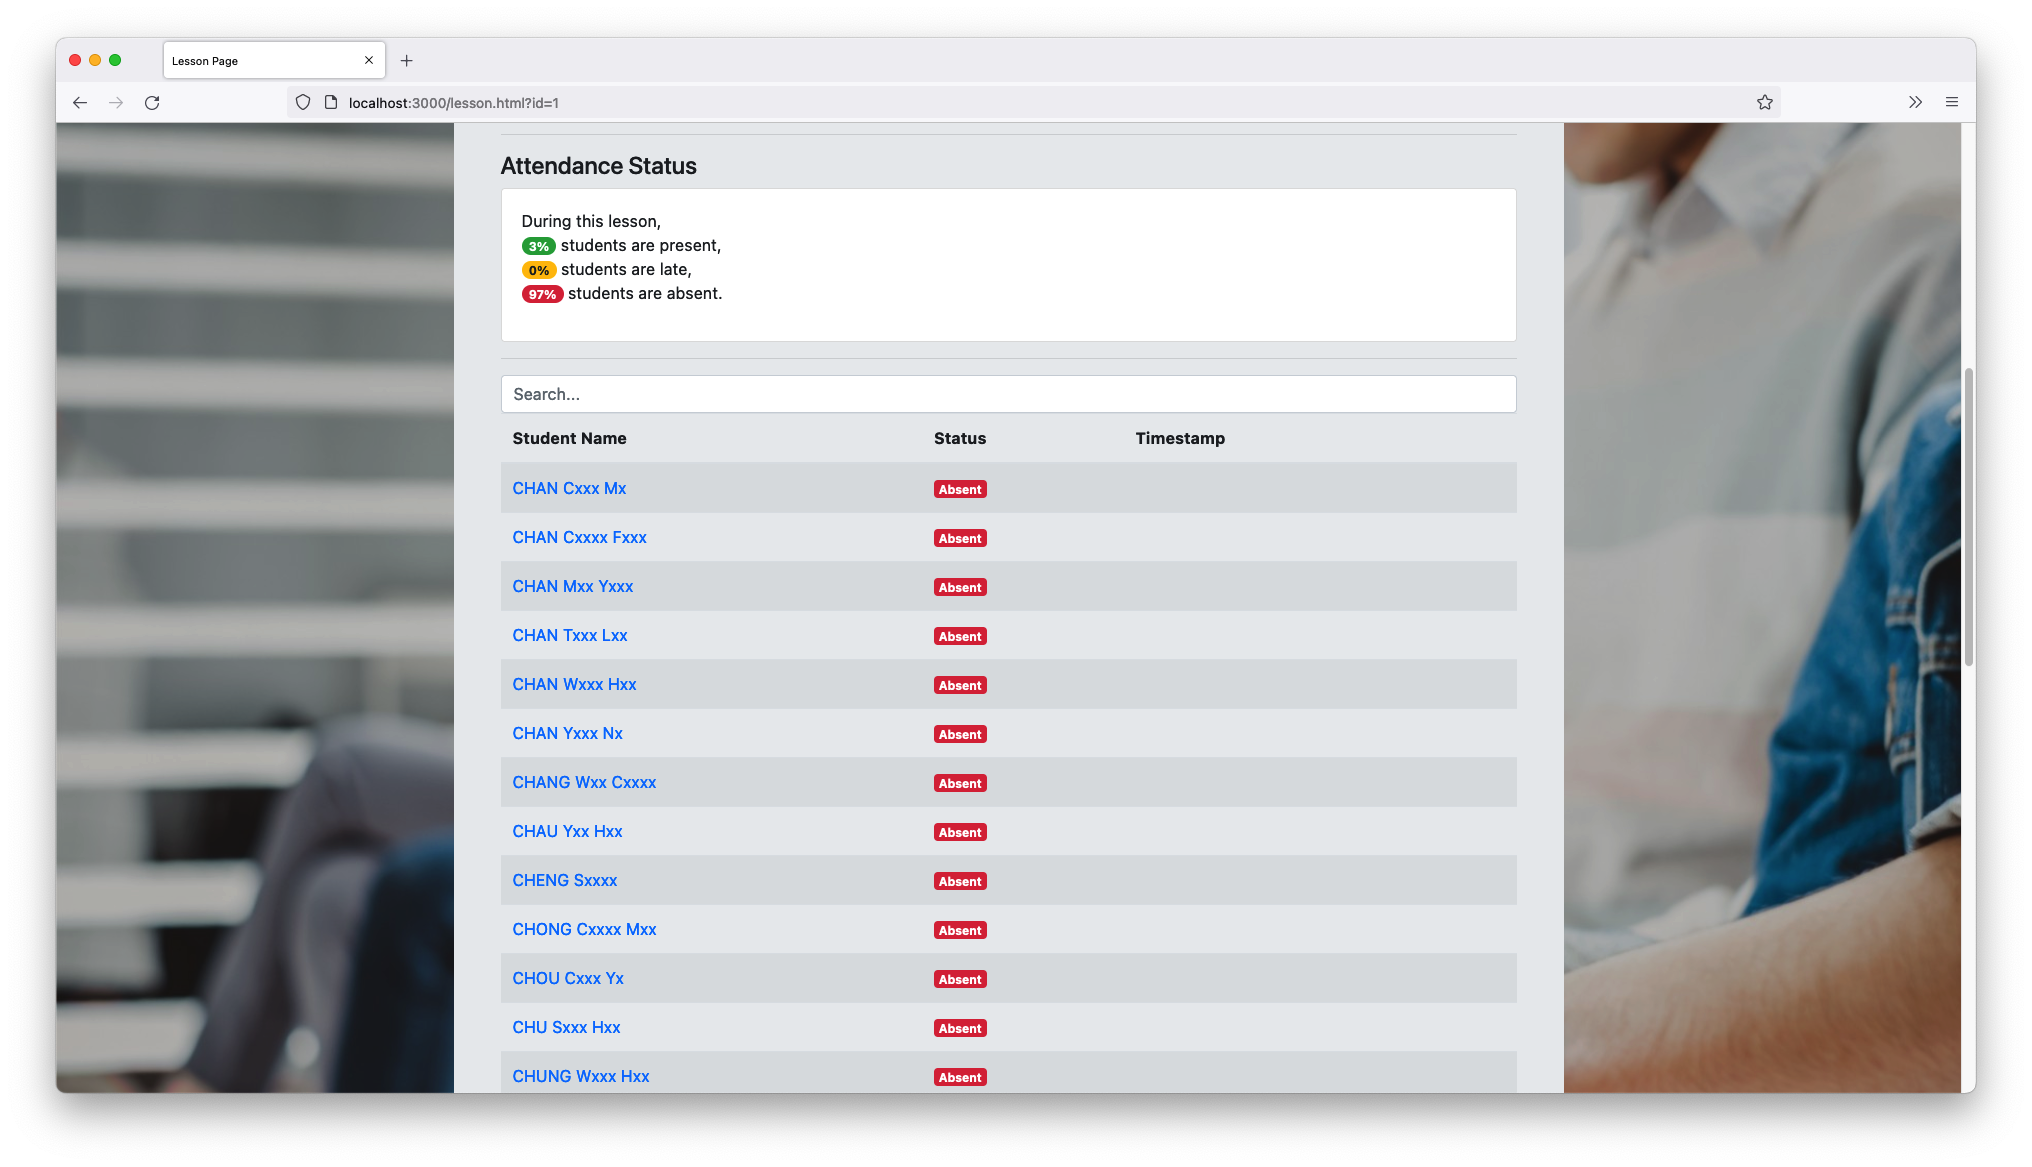 Lesson Page
localhost:3000/lesson.html?id=1
Attendance Status
During this lesson,
3% students are present,
0% students are late,
97% students are absent.
Search...
Student Name Status Timestamp
CHAN Cxxx Mx Absent
CHAN Cxxxx Fxxx Absent
CHAN Mxx Yxxx Absent
CHAN Txxx Lxx Absent
CHAN Wxxx Hxx Absent
CHAN Yxxx Nx Absent
CHANG Wxx Cxxxx Absent
CHAU Yxx Hxx Absent
CHENG Sxxxx Absent
CHONG Cxxxx Mxx Absent
CHOU Cxxx Yx Absent
CHU Sxxx Hxx Absent
CHUNG Wxxx Hxx Absent